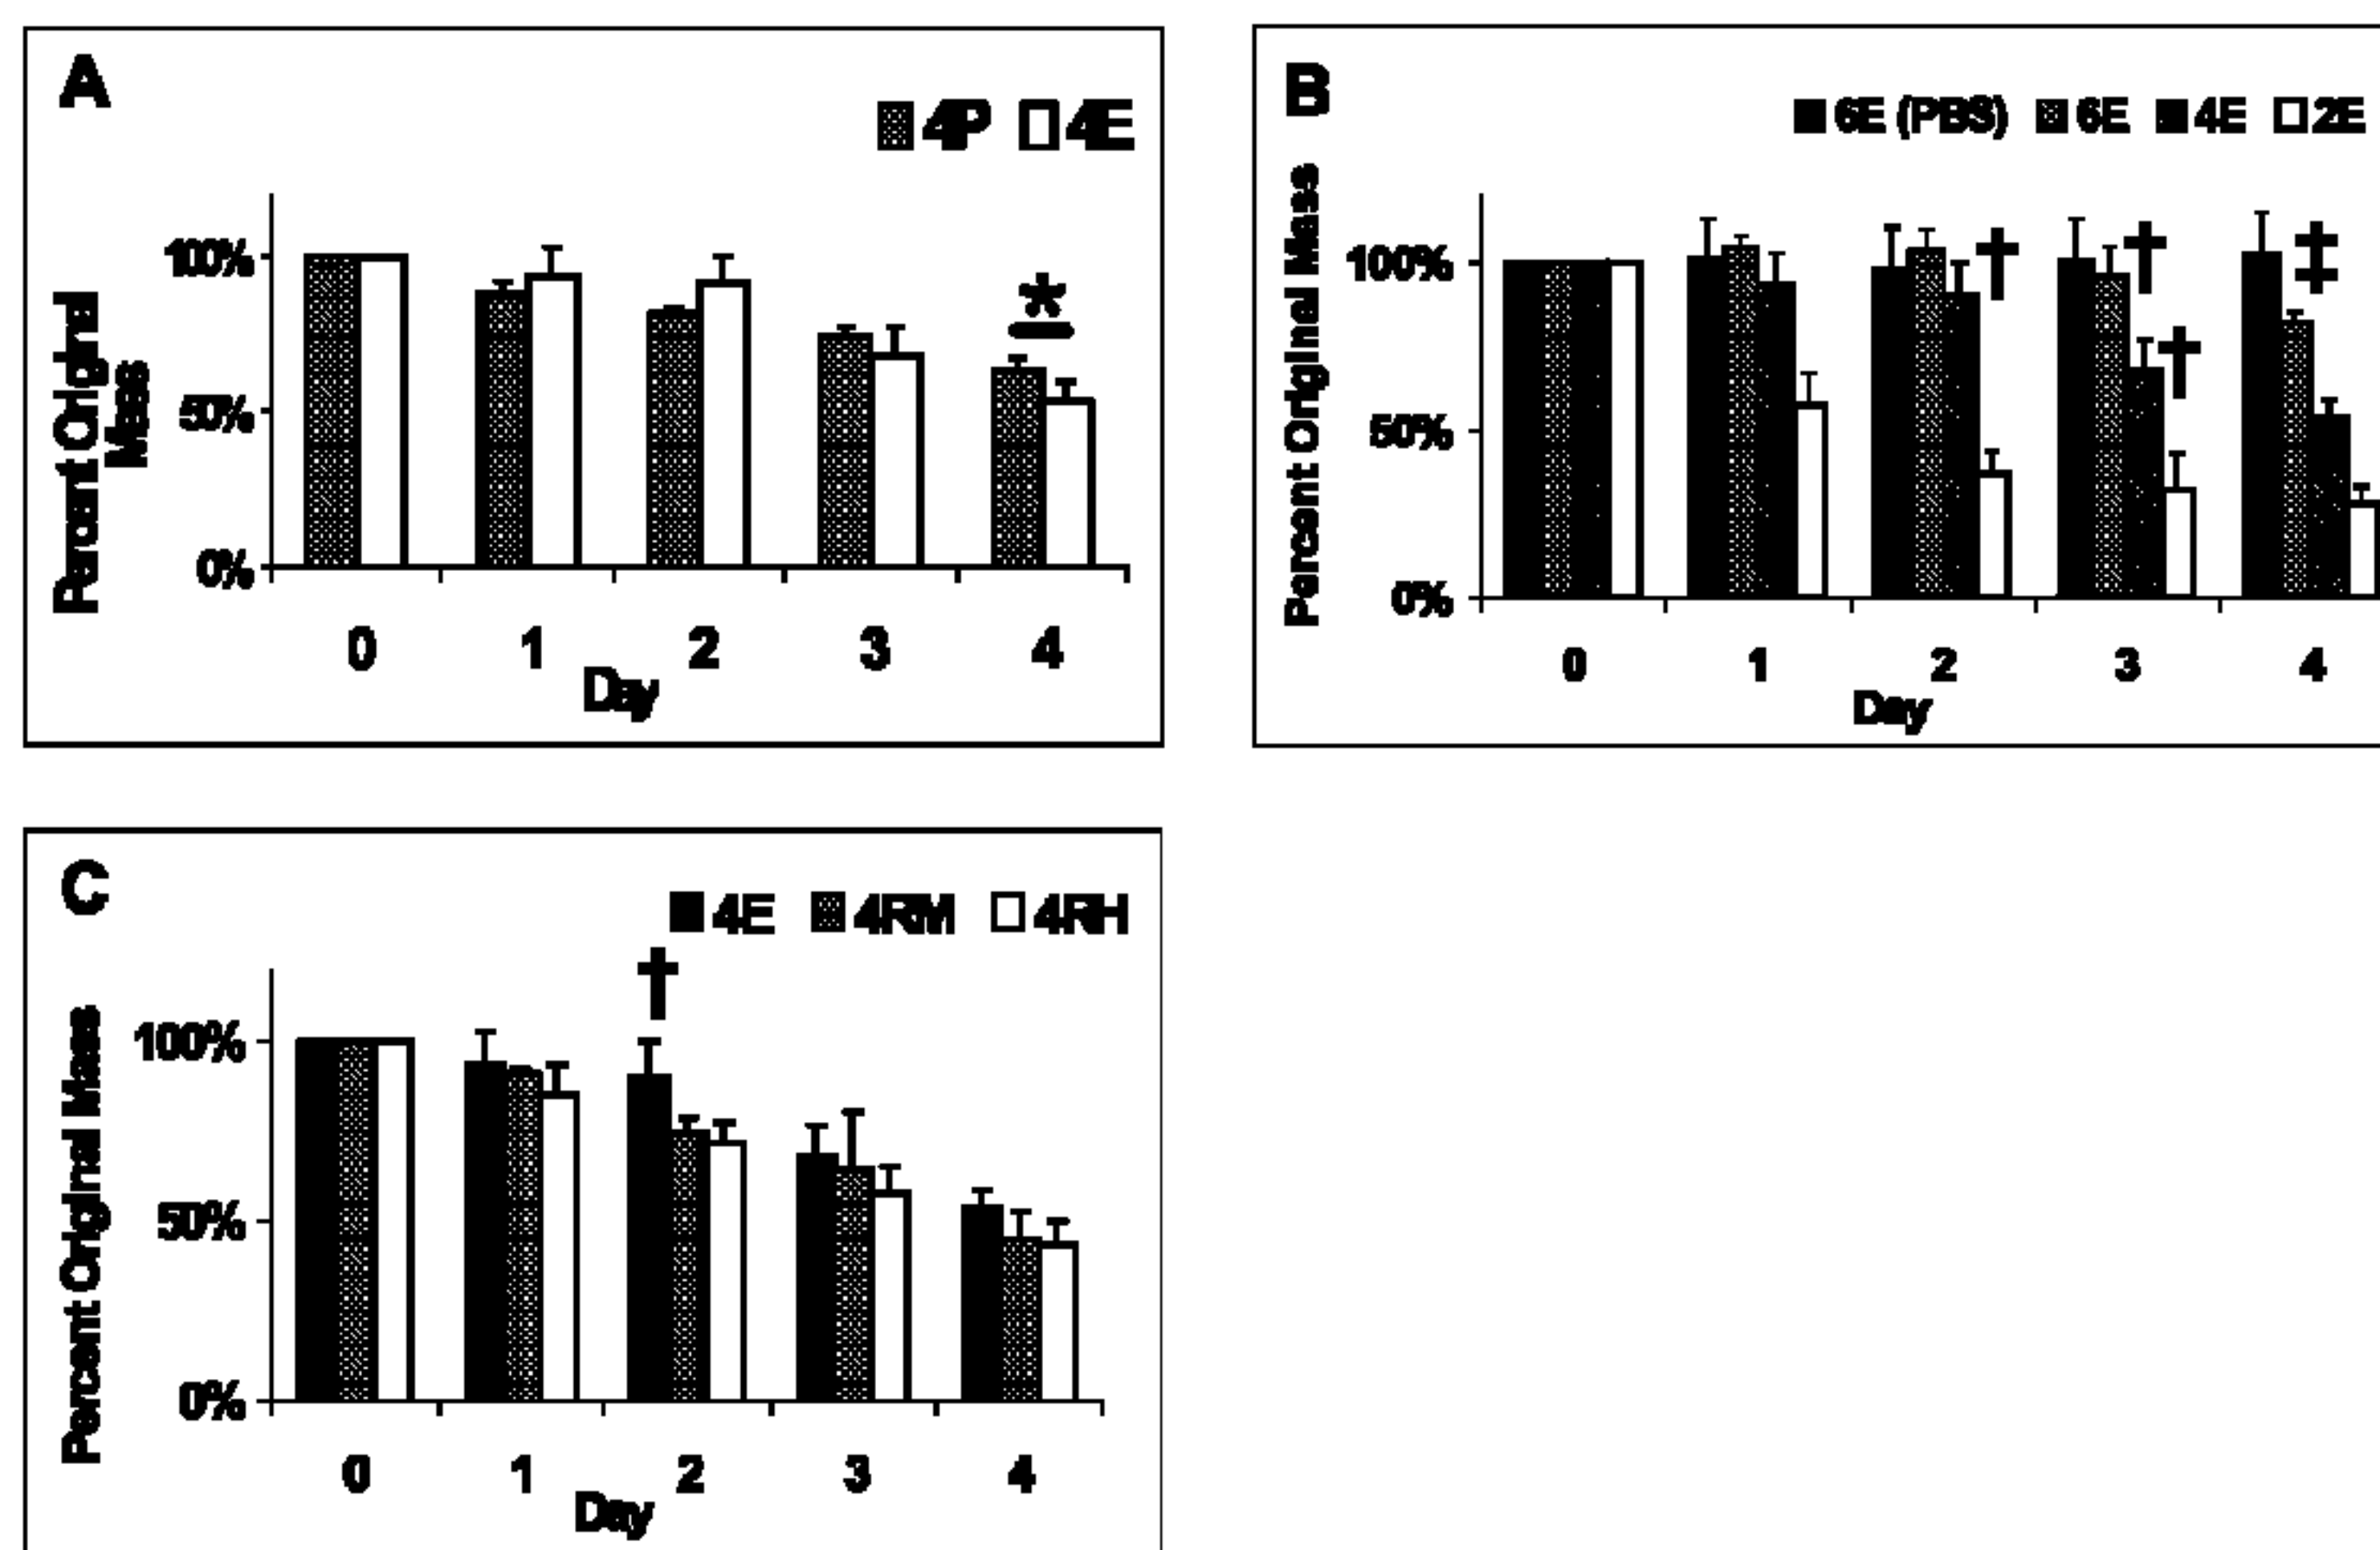 A
4P 4E
Percent Original
Mass
100%
50%
0%
*
0 1 2 3 4
Day
B
6E (PBS) 6E 4E 2E
Percent Original Mass
100%
50%
0%
† † ‡
†
0 1 2 3 4
Day
C
4E 4RM 4RH
†
Percent Original Mass
100%
50%
0%
0 1 2 3 4
Day